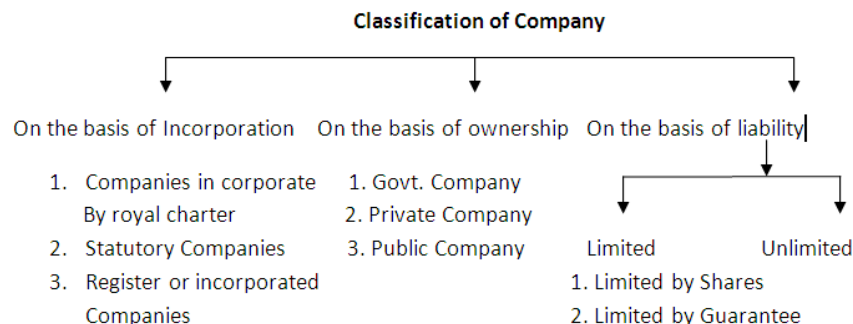 Classification of Company
On the basis of Incorporation
1. Companies in corporate
By royal charter
2. Statutory Companies
3. Register or incorporated
Companies
On the basis of ownership
1. Govt. Company
2. Private Company
3. Public Company
On the basis of liability
Limited
Unlimited
1. Limited by Shares
2. Limited by Guarantee